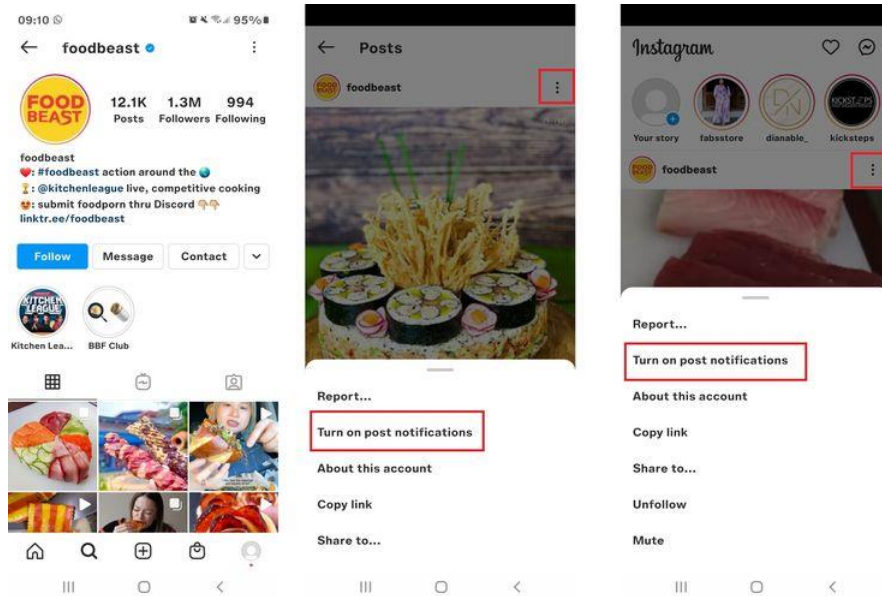 09:10
95%
foodbeast
FOOD
BEAST
12.1K 1.3M 994
Posts Followers Following
foodbeast
❤️: #foodbeast action around the 🌏
⏳: @kitchenleague live, competitive cooking
😍: submit foodporn thru Discord 👇👇
linktr.ee/foodbeast
Follow Message Contact
KITCHEN
LEAGUE
Kitchen Lea... BBF Club
Posts
foodbeast
Report...
Turn on post notifications
About this account
Copy link
Share to...
Instagram
KICKST
Your story fabsstore dianable_ kicksteps
foodbeast
Report...
Turn on post notifications
About this account
Copy link
Share to...
Unfollow
Mute